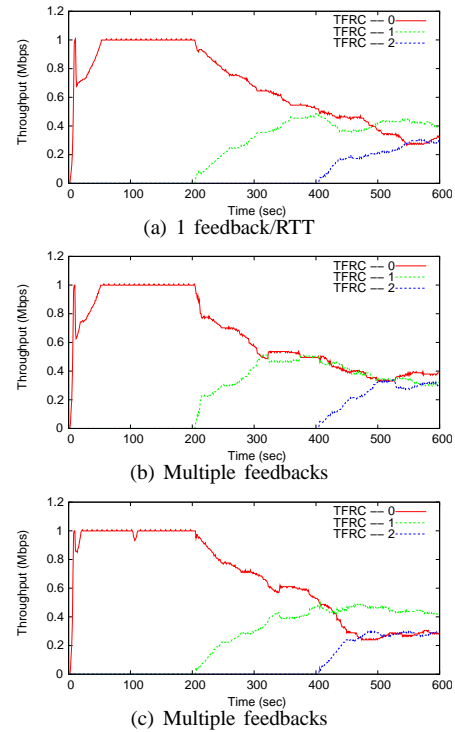 1.2
1
0.8
0.6
0.4
0.2
0
Throughput (Mbps)
TFRC −− 0
TFRC −− 1
TFRC −− 2
0 100 200 300 400 500 600
Time (sec)
(a) 1 feedback/RTT
1.2
1
0.8
0.6
0.4
0.2
0
Throughput (Mbps)
TFRC −− 0
TFRC −− 1
TFRC −− 2
0 100 200 300 400 500 600
Time (sec)
(b) Multiple feedbacks
1.2
1
0.8
0.6
0.4
0.2
0
Throughput (Mbps)
TFRC −− 0
TFRC −− 1
TFRC −− 2
0 100 200 300 400 500 600
Time (sec)
(c) Multiple feedbacks